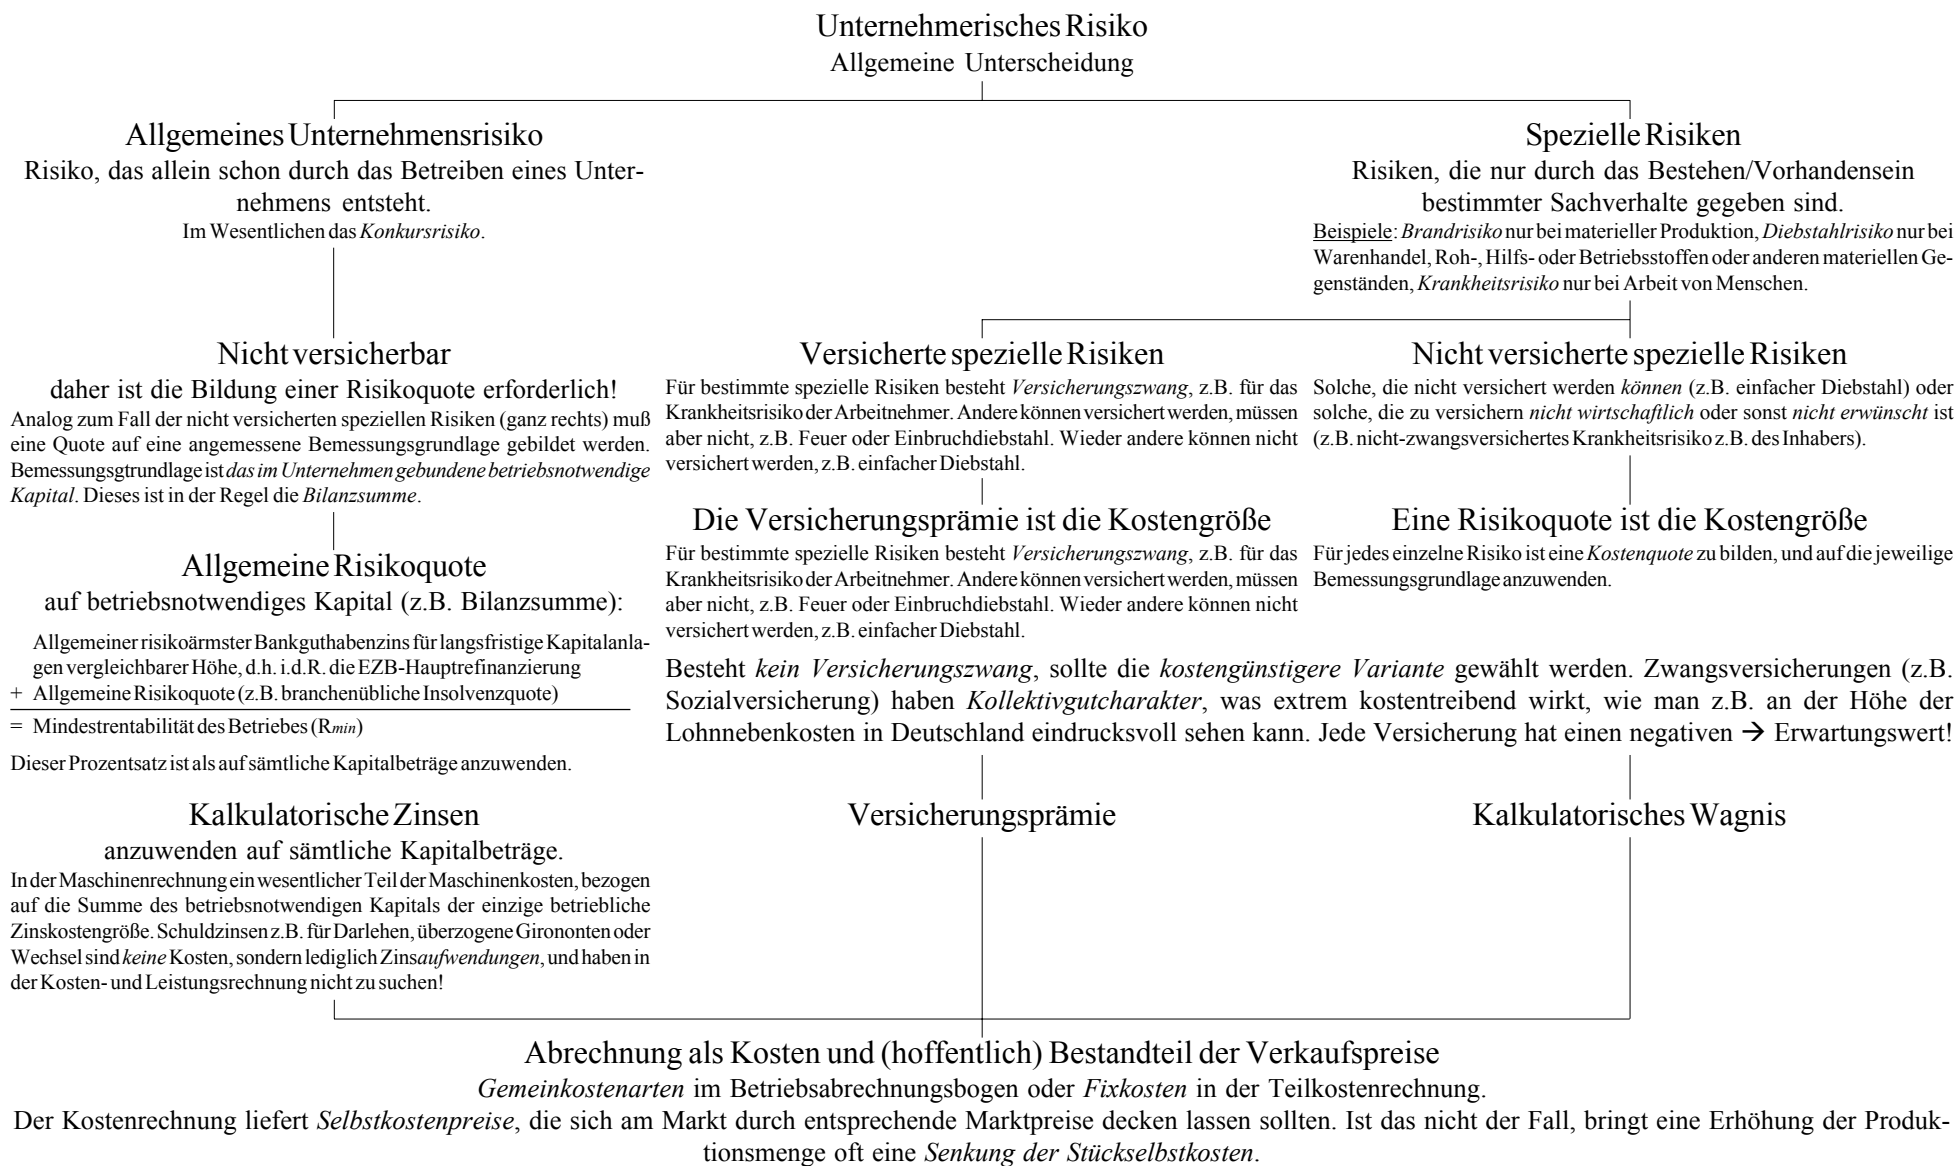 Unternehmerisches Risiko
Allgemeine Unterscheidung
Allgemeines Unternehmensrisiko
Risiko, das allein schon durch das Betreiben eines Unter-
nehmens entsteht.
Im Wesentlichen das Konkursrisiko.
Spezielle Risiken
Risiken, die nur durch das Bestehen/Vorhandensein
bestimmter Sachverhalte gegeben sind.
Beispiele: Brandrisiko nur bei materieller Produktion, Diebstahlrisiko nur bei
Warenhandel, Roh-, Hilfs- oder Betriebsstoffen oder anderen materiellen Ge-
genständen, Krankheitsrisiko nur bei Arbeit von Menschen.
Nicht versicherbar
daher ist die Bildung einer Risikoquote erforderlich!
Analog zum Fall der nicht versicherten speziellen Risiken (ganz rechts) muß
eine Quote auf eine angemessene Bemessungsgrundlage gebildet werden.
Bemessungsgtrundlage ist das im Unternehmen gebundene betriebsnotwendige
Kapital. Dieses ist in der Regel die Bilanzsumme.
Versicherte spezielle Risiken
Für bestimmte spezielle Risiken besteht Versicherungszwang, z.B. für das
Krankheitsrisiko der Arbeitnehmer. Andere können versichert werden, müssen
aber nicht, z.B. Feuer oder Einbruchdiebstahl. Wieder andere können nicht
versichert werden, z.B. einfacher Diebstahl.
Nicht versicherte spezielle Risiken
Solche, die nicht versichert werden können (z.B. einfacher Diebstahl) oder
solche, die zu versichern nicht wirtschaftlich oder sonst nicht erwünscht ist
(z.B. nicht-zwangsversichertes Krankheitsrisiko z.B. des Inhabers).
Allgemeine Risikoquote
auf betriebsnotwendiges Kapital (z.B. Bilanzsumme):
Allgemeiner risikoärmster Bankguthabenzins für langsfristige Kapitalanla-
gen vergleichbarer Höhe, d.h. i.d.R. die EZB-Hauptrefinanzierung
+ Allgemeine Risikoquote (z.B. branchenübliche Insolvenzquote)
= Mindestrentabilität des Betriebes (Rmin)
Dieser Prozentsatz ist als auf sämtliche Kapitalbeträge anzuwenden.
Die Versicherungsprämie ist die Kostengröße
Für bestimmte spezielle Risiken besteht Versicherungszwang, z.B. für das
Krankheitsrisiko der Arbeitnehmer. Andere können versichert werden, müssen
aber nicht, z.B. Feuer oder Einbruchdiebstahl. Wieder andere können nicht
versichert werden, z.B. einfacher Diebstahl.
Eine Risikoquote ist die Kostengröße
Für jedes einzelne Risiko ist eine Kostenquote zu bilden, und auf die jeweilige
Bemessungsgrundlage anzuwenden.
Besteht kein Versicherungszwang, sollte die kostengünstigere Variante gewählt werden. Zwangsversicherungen (z.B.
Sozialversicherung) haben Kollektivgutcharakter, was extrem kostentreibend wirkt, wie man z.B. an der Höhe der
Lohnnebenkosten in Deutschland eindrucksvoll sehen kann. Jede Versicherung hat einen negativen → Erwartungswert!
Kalkulatorische Zinsen
anzuwenden auf sämtliche Kapitalbeträge.
In der Maschinenrechnung ein wesentlicher Teil der Maschinenkosten, bezogen
auf die Summe des betriebsnotwendigen Kapitals der einzige betriebliche
Zinskostengröße. Schuldzinsen z.B. für Darlehen, überzogene Girononten oder
Wechsel sind keine Kosten, sondern lediglich Zinsaufwendungen, und haben in
der Kosten- und Leistungsrechnung nicht zu suchen!
Versicherungsprämie
Kalkulatorisches Wagnis
Abrechnung als Kosten und (hoffentlich) Bestandteil der Verkaufspreise
Gemeinkostenarten im Betriebsabrechnungsbogen oder Fixkosten in der Teilkostenrechnung.
Der Kostenrechnung liefert Selbstkostenpreise, die sich am Markt durch entsprechende Marktpreise decken lassen sollten. Ist das nicht der Fall, bringt eine Erhöhung der Produk-
tionsmenge oft eine Senkung der Stückselbstkosten.